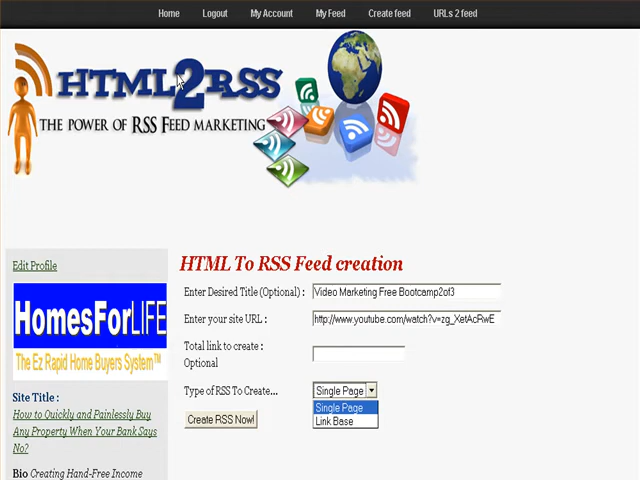 Home Logout My Account My Feed Create feed URLs 2 feed
HTML2RSS
THE POWER OF RSS FEED MARKETING
Edit Profile
HomesForLIFE
The Ez Rapid Home Buyers System™
Site Title :
How to Quickly and Painlessly Buy
Any Property When Your Bank Says
No?
Bio Creating Hand-Free Income
HTML To RSS Feed creation
Enter Desired Title (Optional) : Video Marketing Free Bootcamp2of3
Enter your site URL : http://www.youtube.com/watch?v=zg_XetAcRwE
Total link to create :
Optional
Type of RSS To Create... Single Page
Single Page
Link Base
Create RSS Now!